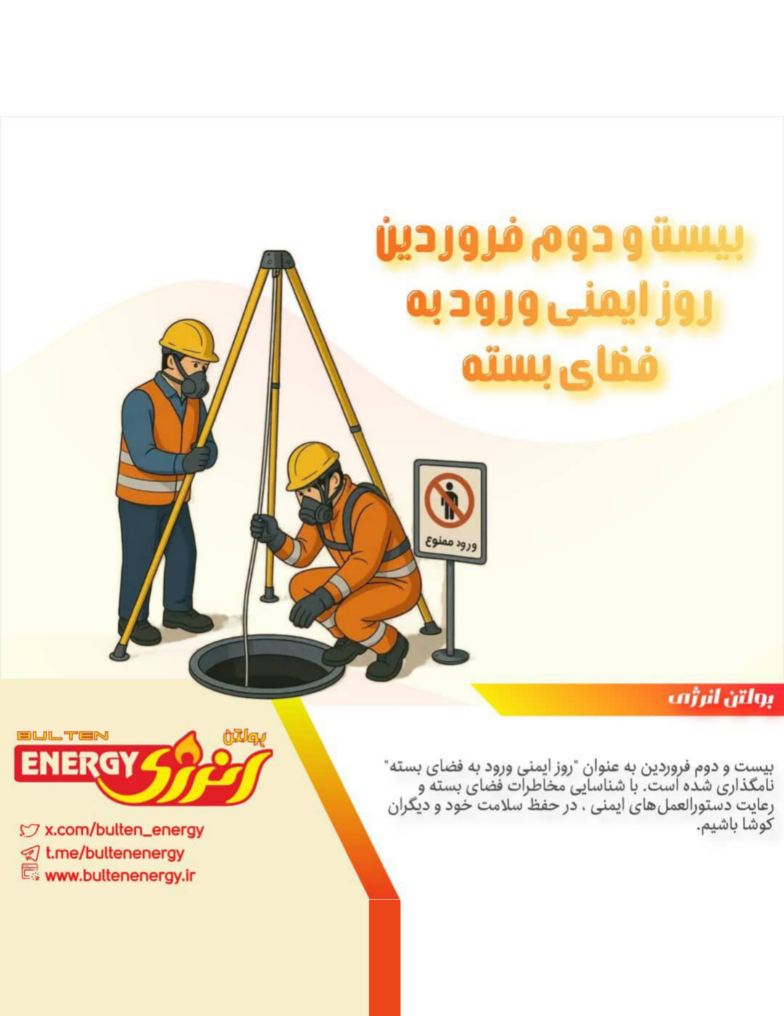 بیست و دوم فروردین
روز ایمنی ورود به
فضای بسته
ورود ممنوع
بولتن انرژی
بیست و دوم فروردین به عنوان "روز ایمنی ورود به فضای بسته"
نامگذاری شده است. با شناسایی مخاطرات فضای بسته و
رعایت دستورالعمل‌های ایمنی ، در حفظ سلامت خود و دیگران
کوشا باشیم.
BULTEN بولتن
ENERGY انرژی
x.com/bulten_energy
t.me/bultenenergy
www.bultenenergy.ir